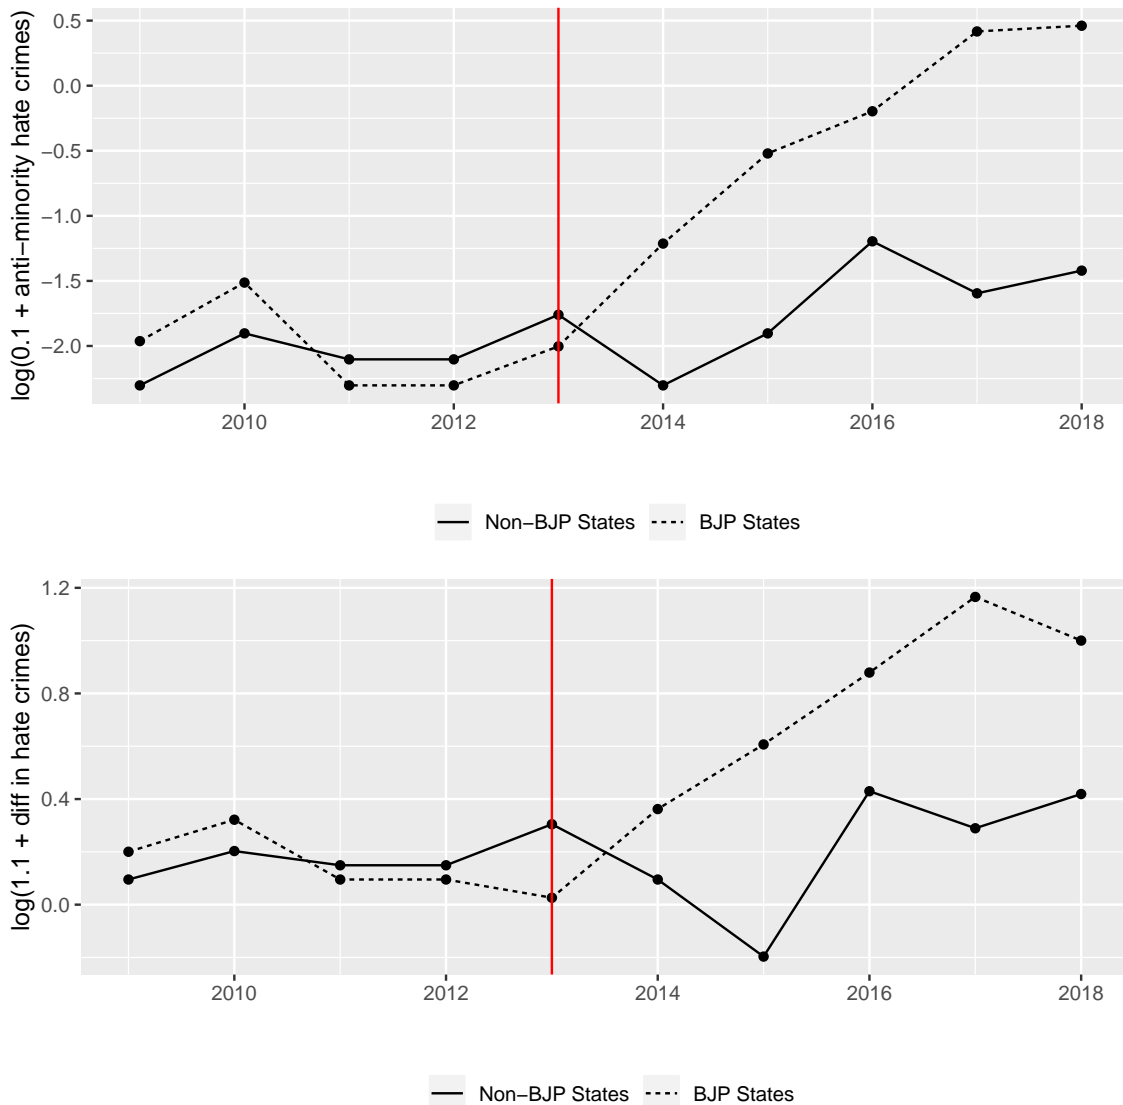 log(0.1 + anti−minority hate crimes)
0.5
0.0
−0.5
−1.0
−1.5
−2.0
2010 2012 2014 2016 2018
Non−BJP States BJP States
log(1.1 + diff in hate crimes)
1.2
0.8
0.4
0.0
2010 2012 2014 2016 2018
Non−BJP States BJP States